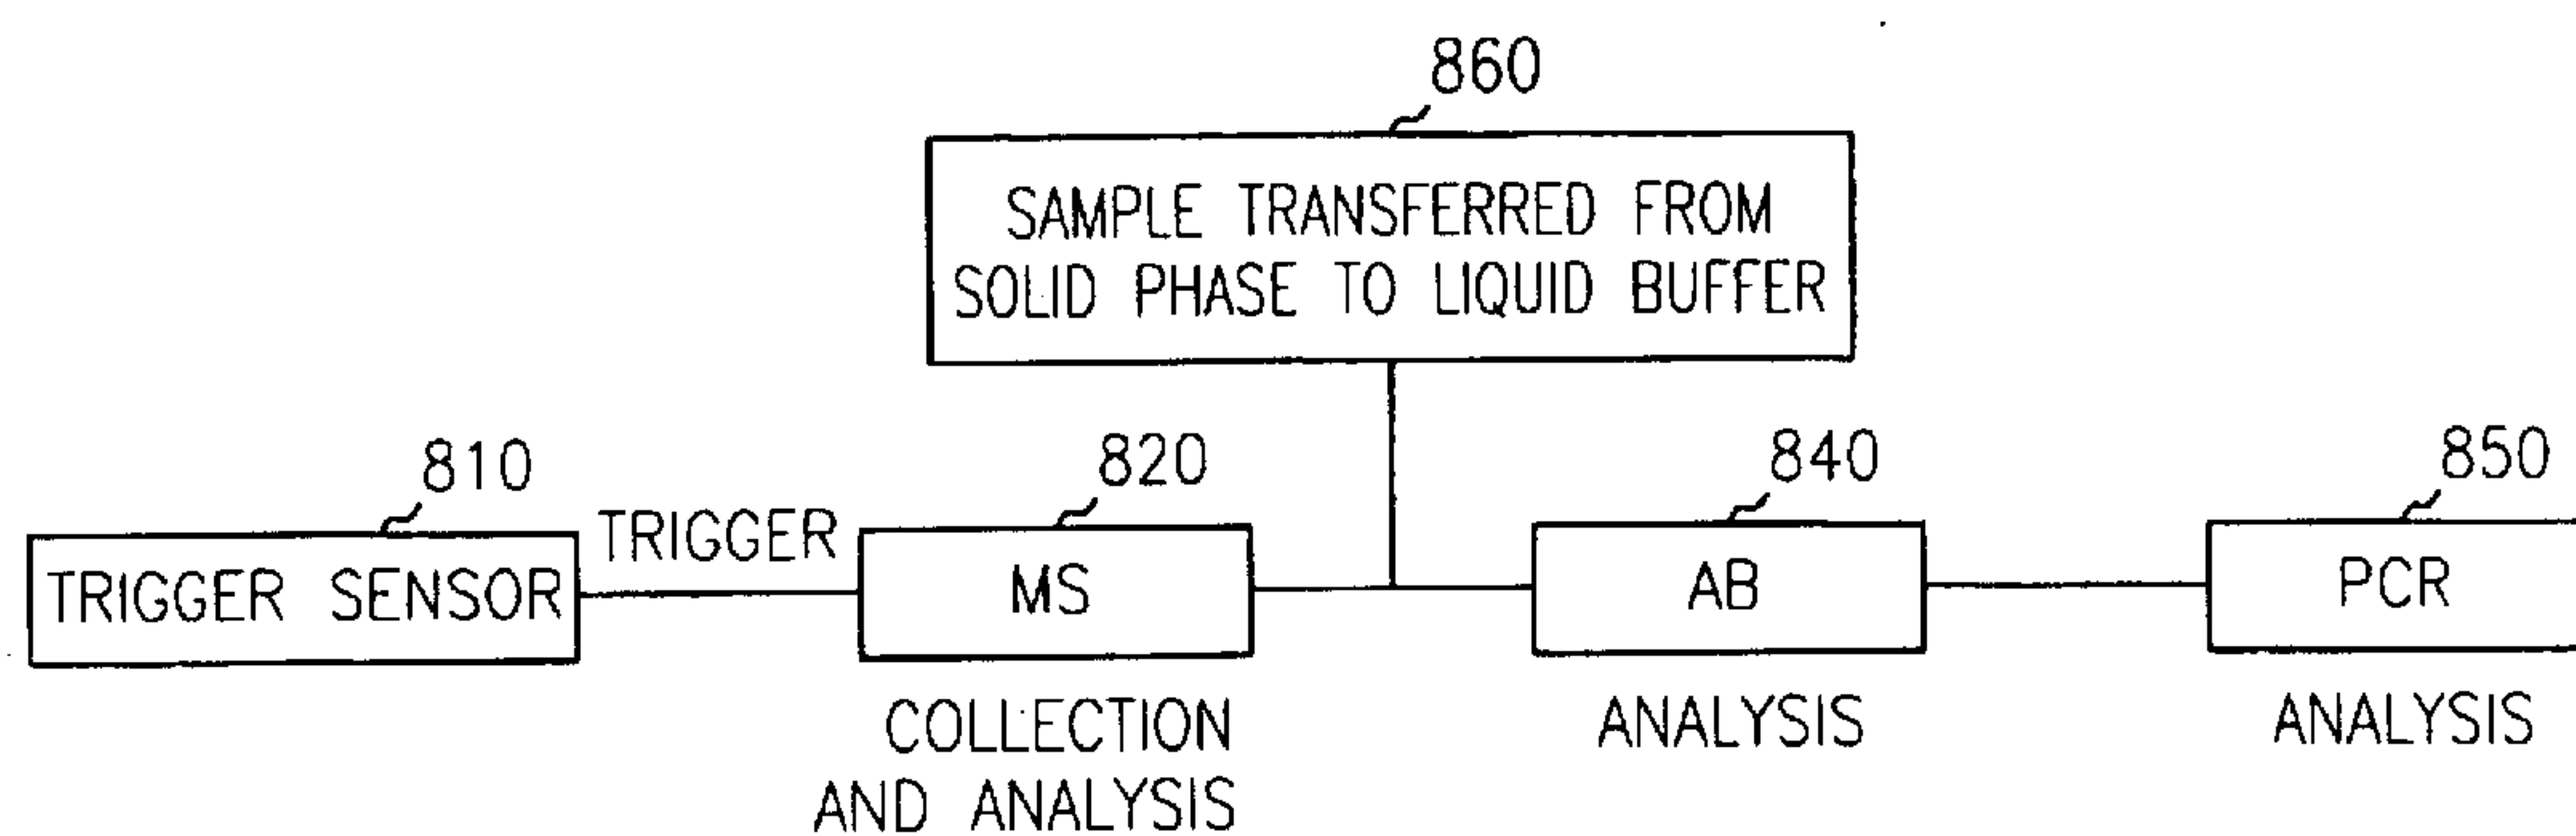 860
SAMPLE TRANSFERRED FROM
SOLID PHASE TO LIQUID BUFFER
810
TRIGGER
820
840
850
TRIGGER SENSOR
MS
AB
PCR
COLLECTION
AND ANALYSIS
ANALYSIS
ANALYSIS